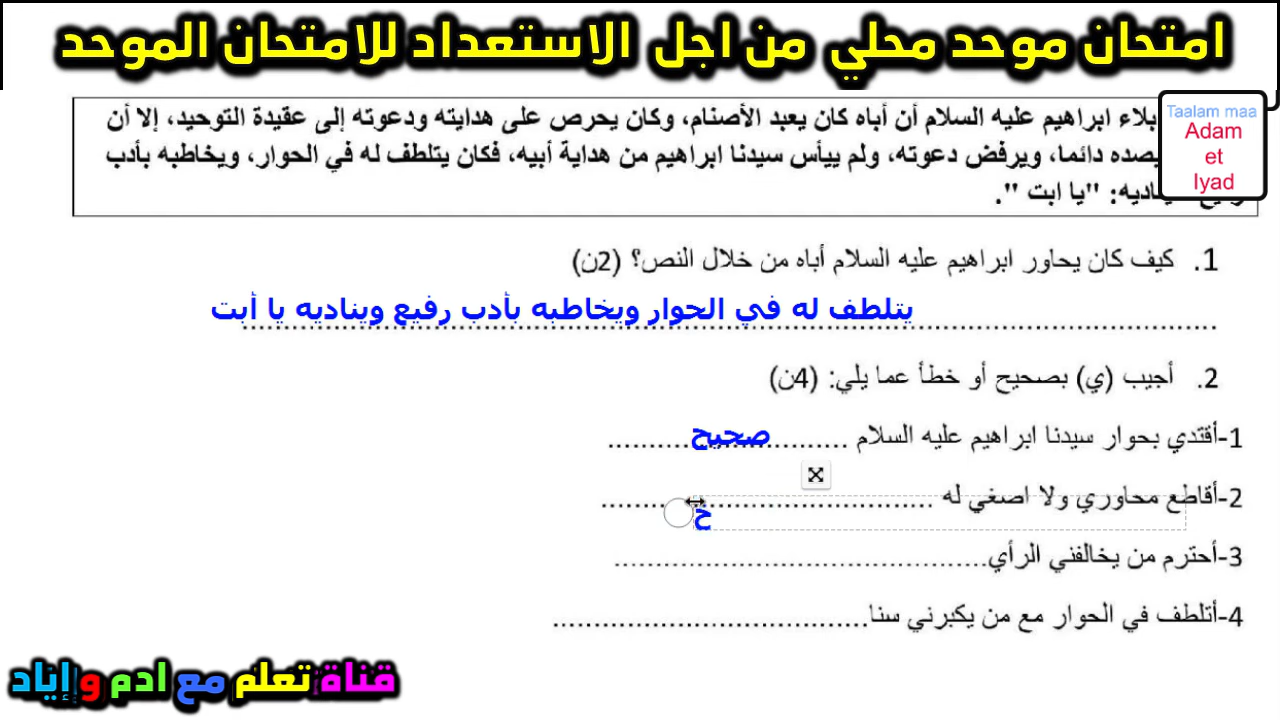 امتحان موحد محلي من اجل الاستعداد للامتحان الموحد
Taalam maa
Adam
et
Iyad
بلاء ابراهيم عليه السلام أن أباه كان يعبد الأصنام، وكان يحرص على هدايته ودعوته إلى عقيدة التوحيد، إلا أن
يصده دائما، ويرفض دعوته، ولم ييأس سيدنا ابراهيم من هداية أبيه، فكان يتلطف له في الحوار، ويخاطبه بأدب
"يا ابت ".
1. كيف كان يحاور ابراهيم عليه السلام أباه من خلال النص؟ (2ن)
يتلطف له في الحوار ويخاطبه بأدب رفيع ويناديه يا أبت
2. أجيب (ي) بصحيح أو خطأ عما يلي: (4ن)
1-أقتدي بحوار سيدنا ابراهيم عليه السلام صحيح
2-أقاطع محاوري ولا اصغي له
خ
3-أحترم من يخالفني الرأي
4-أتلطف في الحوار مع من يكبرني سنا
قناة تعلم مع ادم وإياد